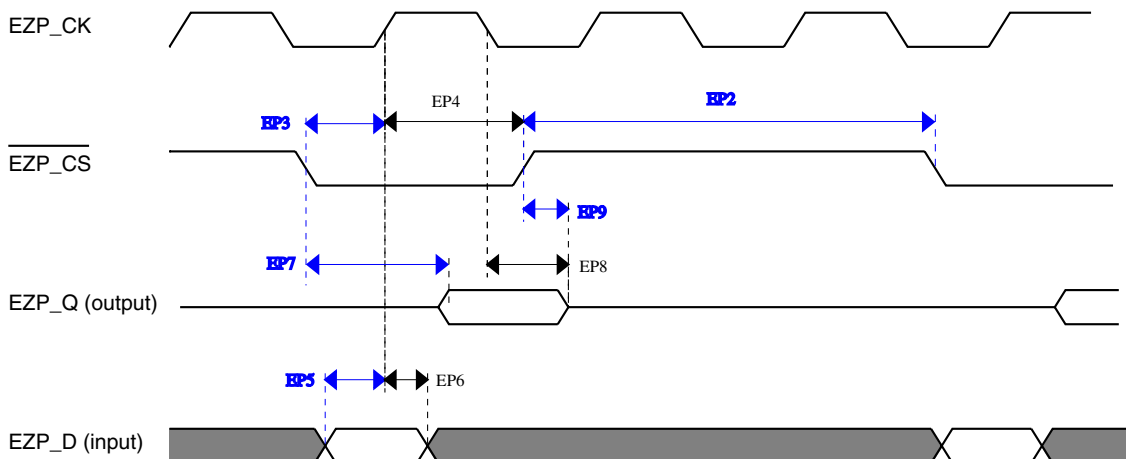 EZP_CK
EP4
EP2
EP3
EZP_CS
EP9
EP7
EP8
EZP_Q (output)
EP5
EP6
EZP_D (input)